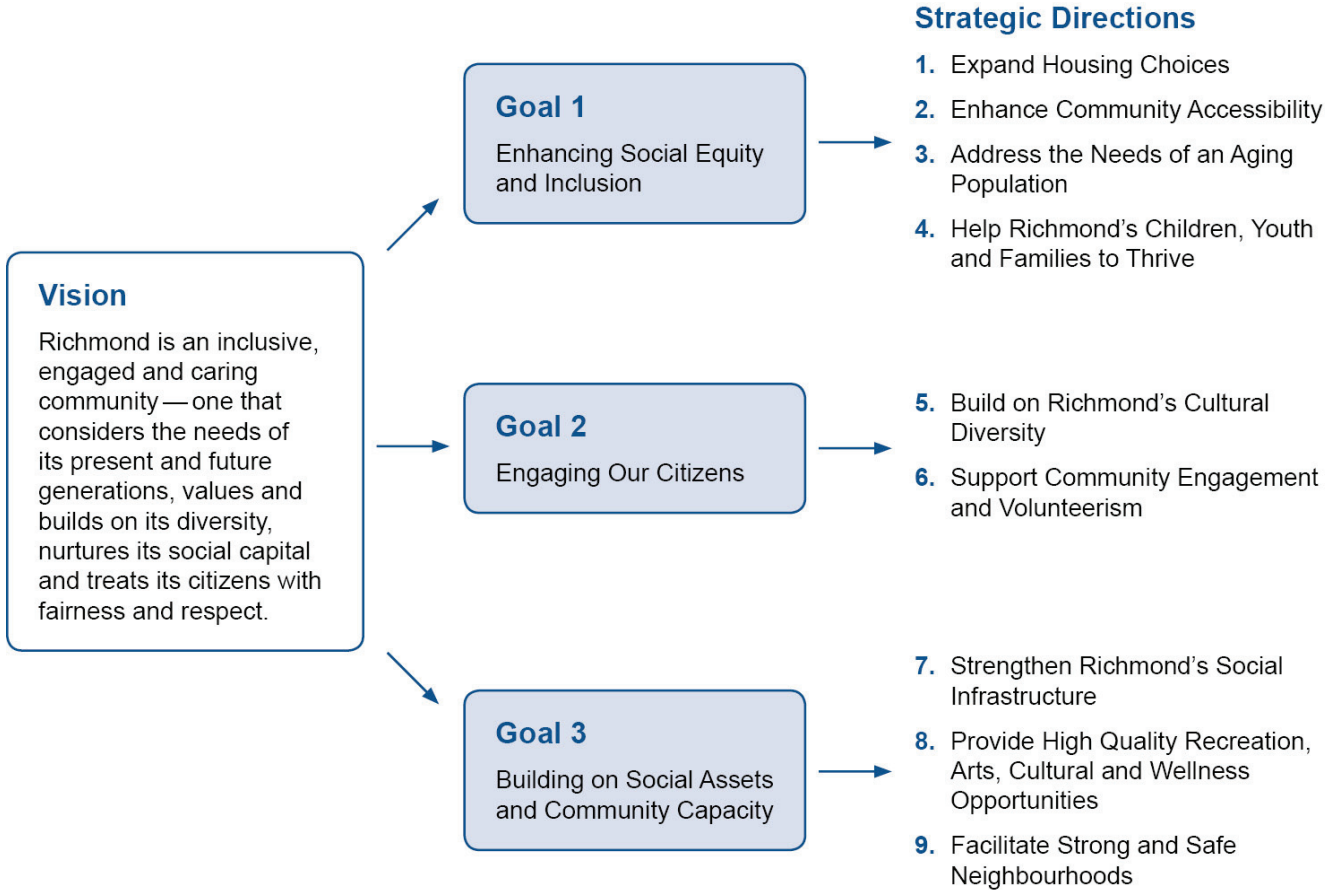 Vision
Richmond is an inclusive,
engaged and caring
community — one that
considers the needs of
its present and future
generations, values and
builds on its diversity,
nurtures its social capital
and treats its citizens with
fairness and respect.
Goal 1
Enhancing Social Equity
and Inclusion
Goal 2
Engaging Our Citizens
Goal 3
Building on Social Assets
and Community Capacity
Strategic Directions
1. Expand Housing Choices
2. Enhance Community Accessibility
3. Address the Needs of an Aging
Population
4. Help Richmond’s Children, Youth
and Families to Thrive
5. Build on Richmond’s Cultural
Diversity
6. Support Community Engagement
and Volunteerism
7. Strengthen Richmond’s Social
Infrastructure
8. Provide High Quality Recreation,
Arts, Cultural and Wellness
Opportunities
9. Facilitate Strong and Safe
Neighbourhoods